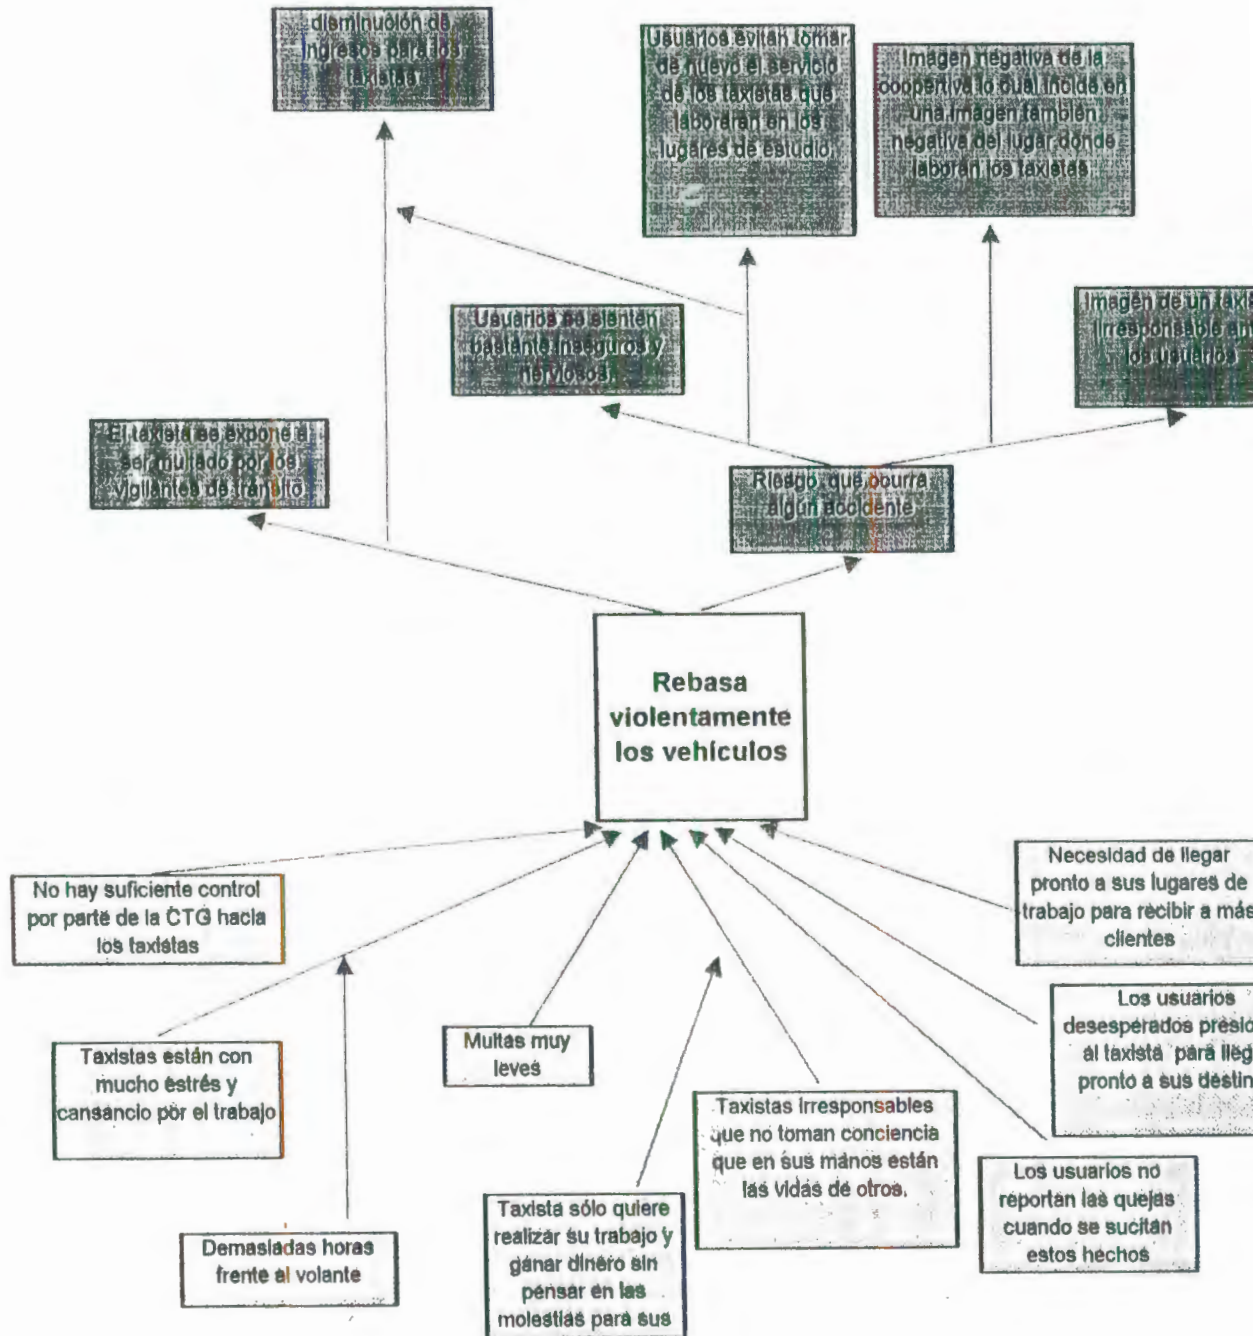 disminución de
ingresos para los
taxistas
Usuarios evitan tomar
de nuevo el servicio
de los taxistas que
laboraran en los
lugares de estudio.
Imagen negativa de la
coopertiva lo cual incide en
una imagen también
negativa del lugar donde
laboran los taxistas.
Usuarios se sienten
bastante inseguros y
nerviosos.
Imagen de un
irresponsable
los usuarios
El taxista se expone a
ser multado por los
vigilantes de transito
Riesgo que ocurra
algun accidente
Rebasa
violentamente
los vehículos
No hay suficiente control
por parte de la CTG hacia
los taxistas
Necesidad de llegar
pronto a sus lugares de
trabajo para recibir a más
clientes
Taxistas están con
mucho estrés y
cansancio por el trabajo
Multas muy
leves
Los usuarios
desesperados
al taxista para
pronto a sus
Taxistas irresponsables
que no toman conciencia
que en sus manos están
las vidas de otros.
Los usuarios no
reportan las quejas
cuando se sucitan
estos hechos
Taxista sólo quiere
realizar su trabajo y
ganar dinero sin
pensar en las
molestias para sus
Demasiadas horas
frente al volante